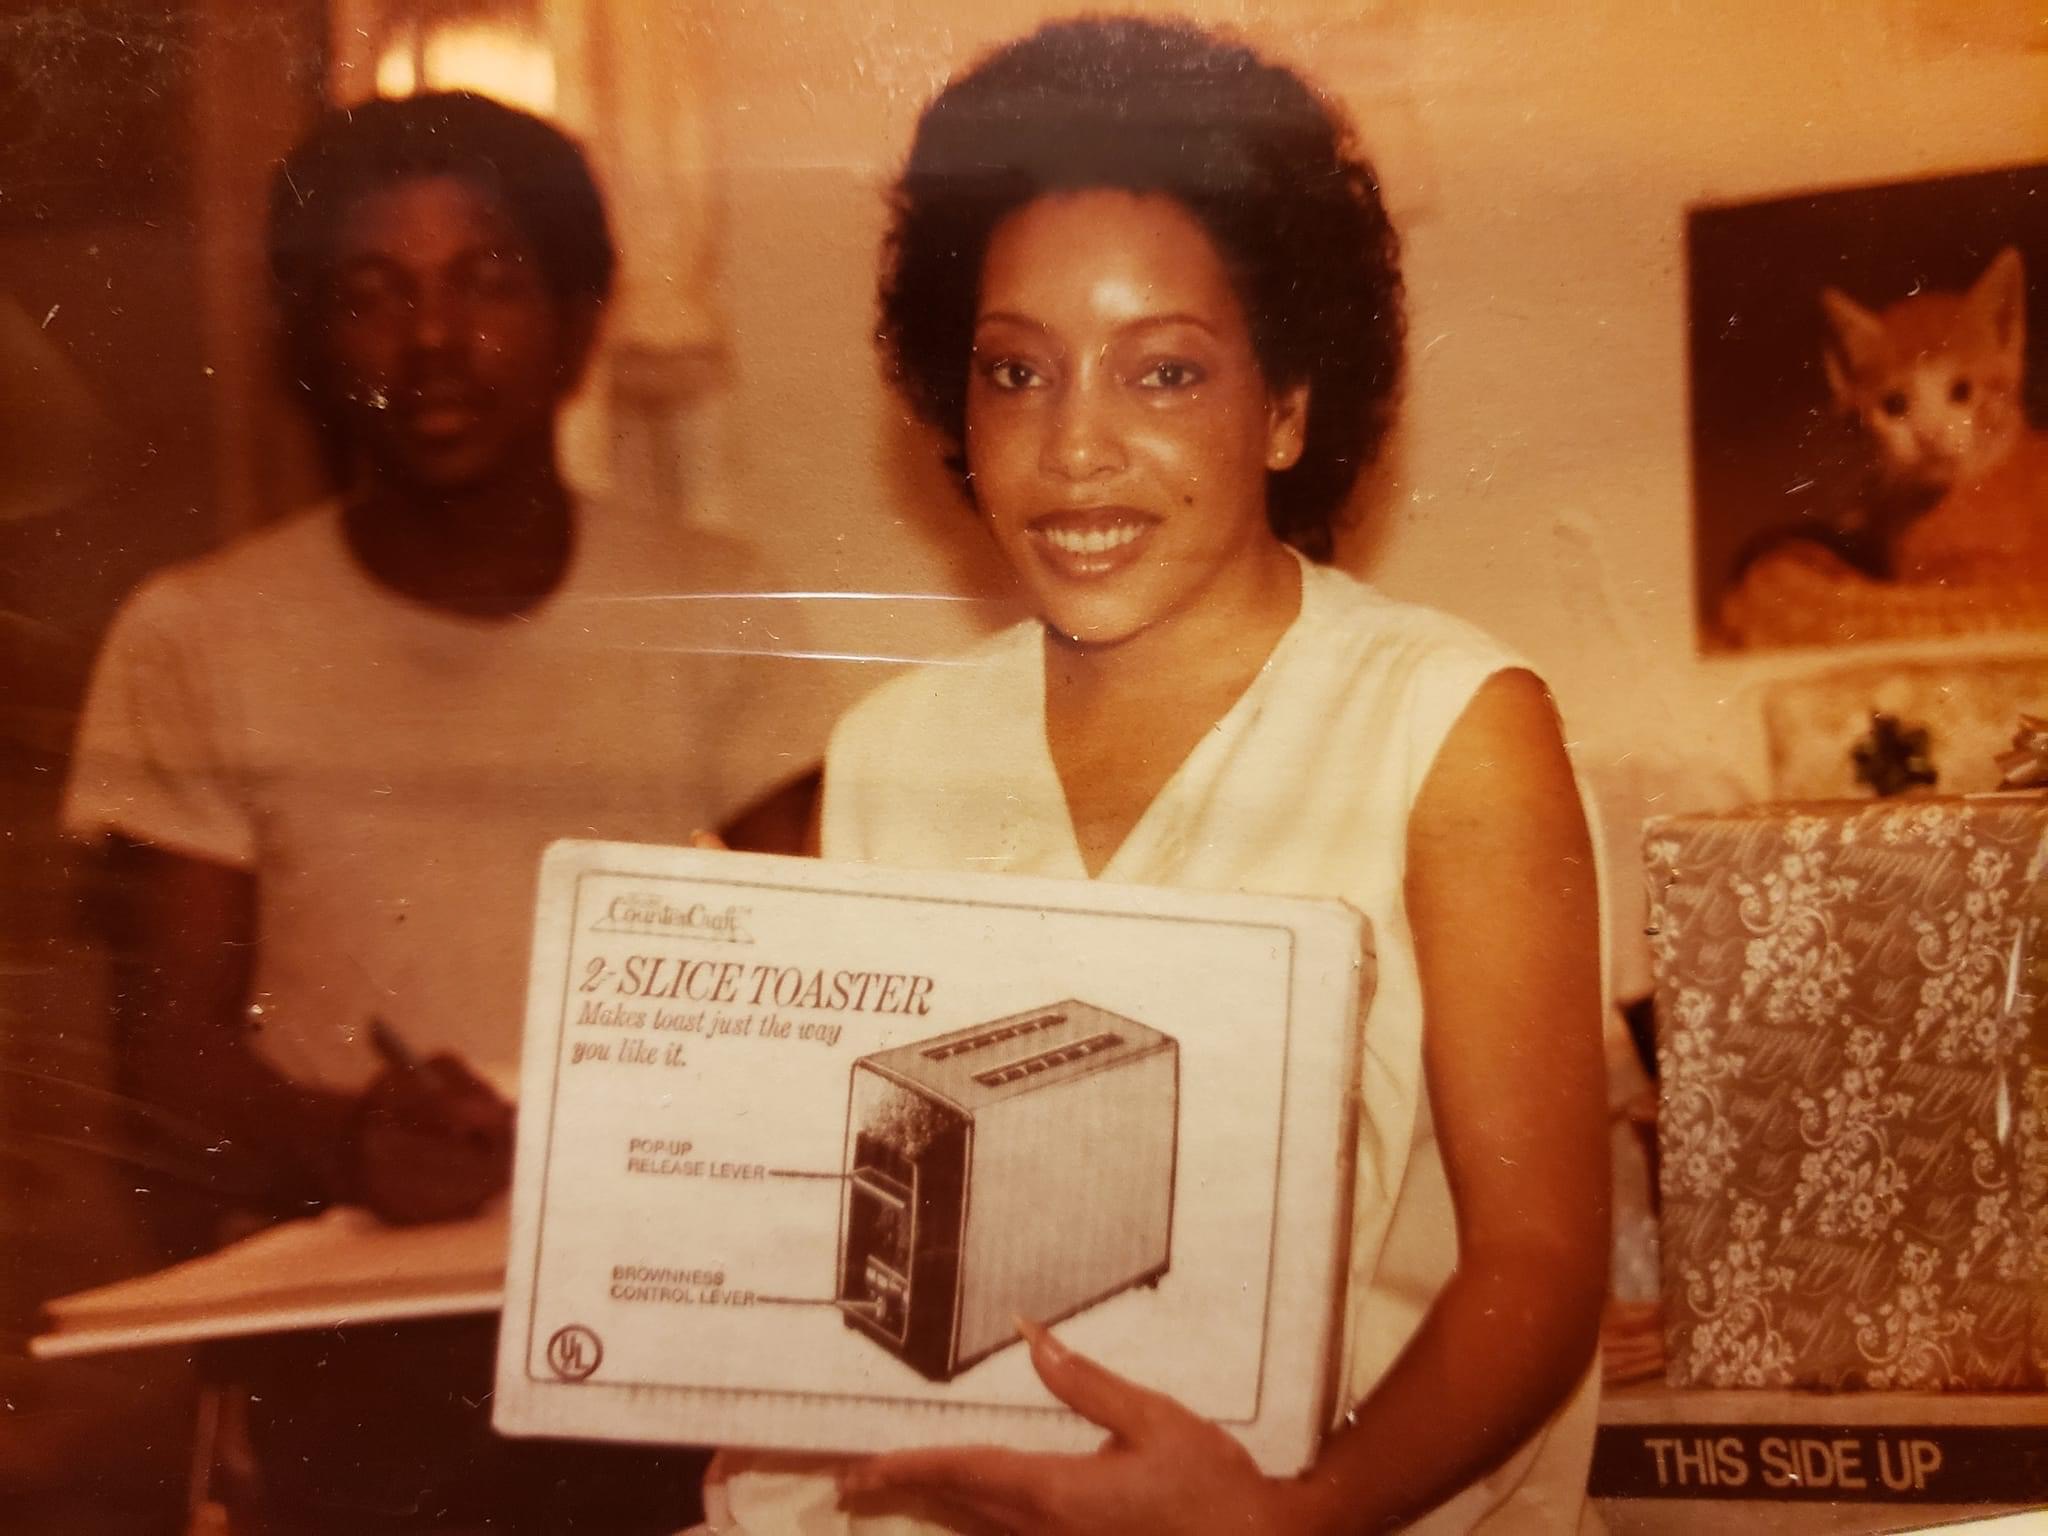 CounterCraft
2-SLICE TOASTER
Makes toast just the way
you like it.
POP-UP
RELEASE LEVER
BROWNNESS
CONTROL LEVER
UL
THIS SIDE UP